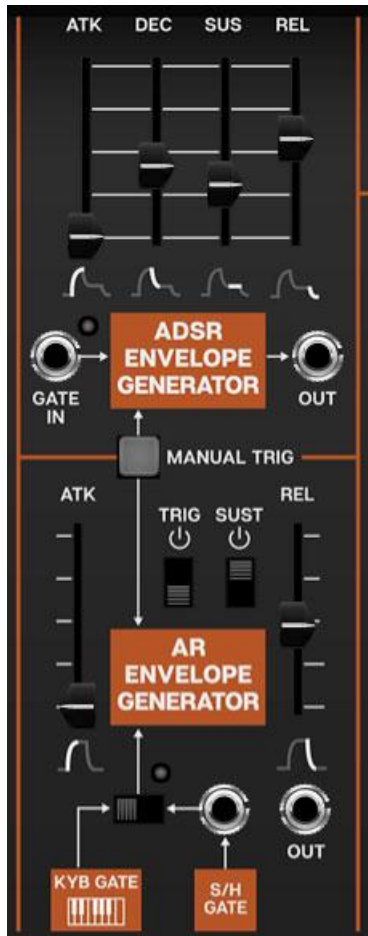 ATK DEC SUS REL
ADSR
ENVELOPE
GENERATOR
GATE
IN
OUT
MANUAL TRIG
ATK
TRIG SUST
REL
AR
ENVELOPE
GENERATOR
OUT
KYB GATE
S/H
GATE